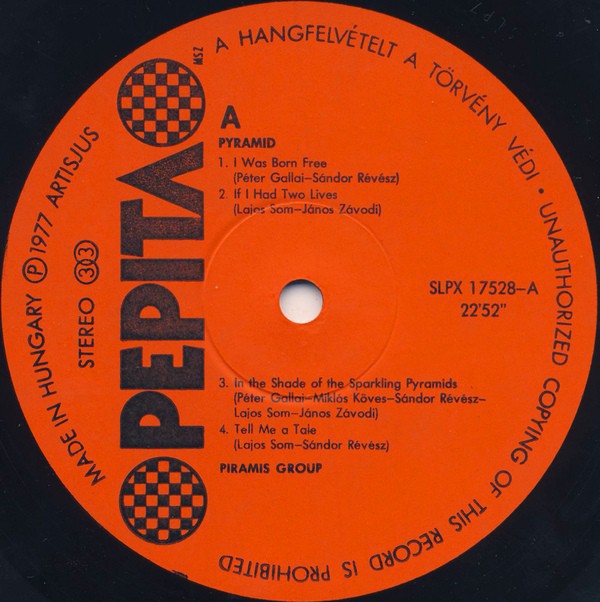 A HANGFELVÉTELT A TÖRVÉNY VÉDI • UNAUTHORIZED COPYING OF THIS RECORD IS PROHIBITED
MADE IN HUNGARY Ⓟ 1977 ARTISJUS
STEREO 33
PEPITA
MSZ
A
PYRAMID
1. I Was Born Free
(Péter Gallai–Sándor Révész)
2. If I Had Two Lives
(Lajos Som–János Závodi)
SLPX 17528–A
22'52"
3. In the Shade of the Sparkling Pyramids
(Péter Gallai–Miklós Köves–Sándor Révész–
Lajos Som–János Závodi)
4. Tell Me a Tale
(Lajos Som–Sándor Révész)
PIRAMIS GROUP